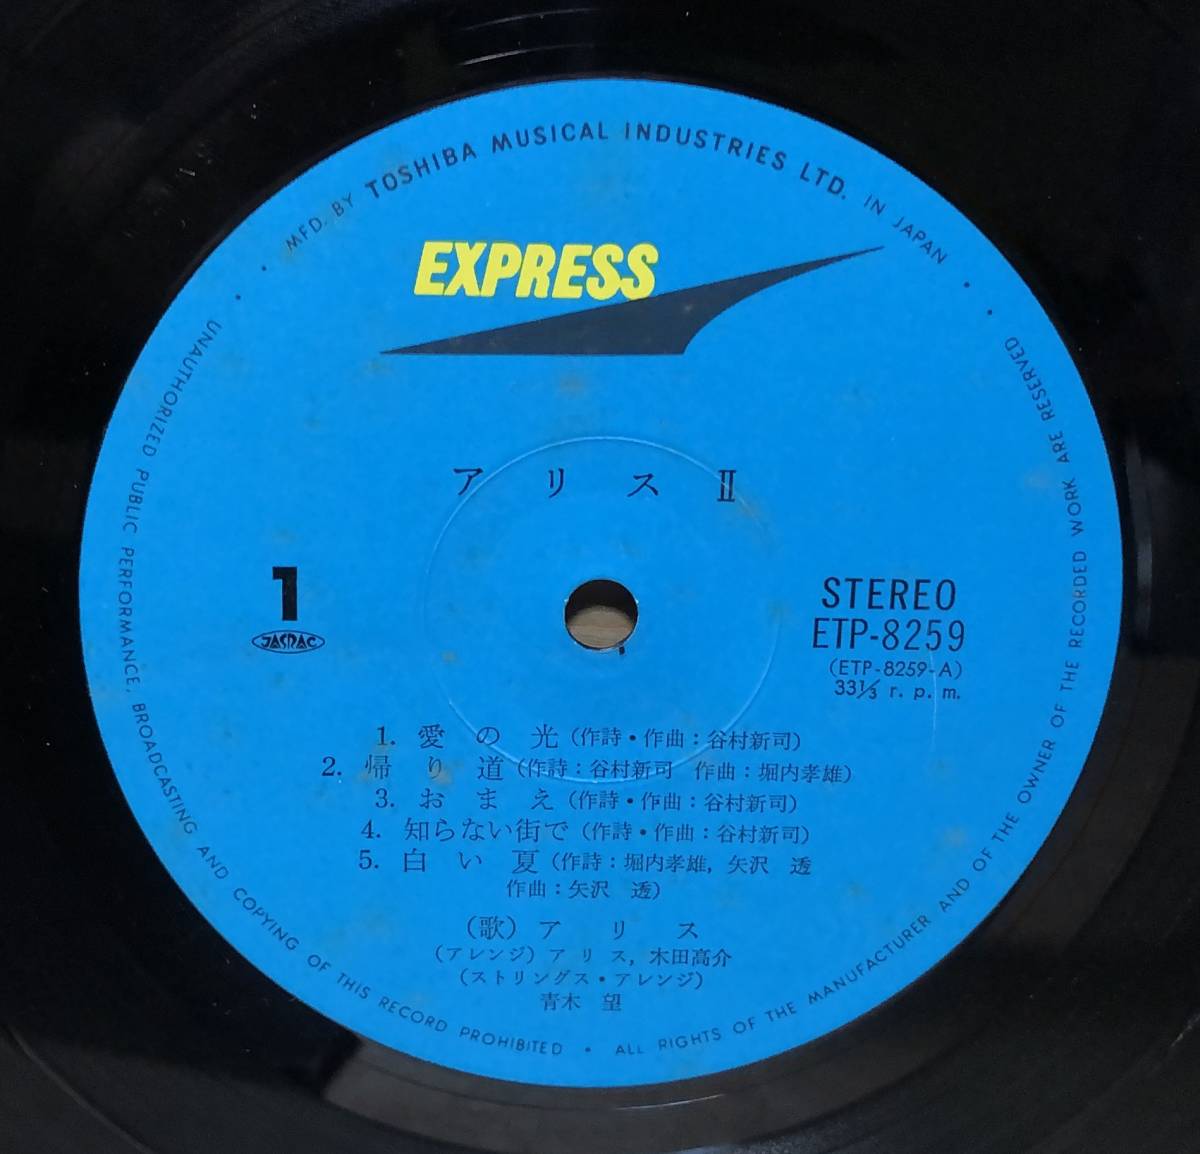 MFD. BY TOSHIBA MUSICAL INDUSTRIES LTD. IN JAPAN
EXPRESS
アリスII
1
JASRAC
STEREO
ETP-8259
(ETP-8259-A)
33⅓ r. p. m.
1. 愛の光(作詩・作曲:谷村新司)
2. 帰り道(作詩:谷村新司 作曲:堀内孝雄)
3. おまえ(作詩・作曲:谷村新司)
4. 知らない街で(作詩・作曲:谷村新司)
5. 白い夏(作詩:堀内孝雄, 矢沢 透
作曲:矢沢 透)
(歌)アリス
(アレンジ)アリス, 木田高介
(ストリングス・アレンジ)
青木 望
UNAUTHORIZED PUBLIC PERFORMANCE, BROADCASTING AND COPYING OF THIS RECORD PROHIBITED • ALL RIGHTS OF THE MANUFACTURER AND OF THE OWNER OF THE RECORDED WORK ARE RESERVED